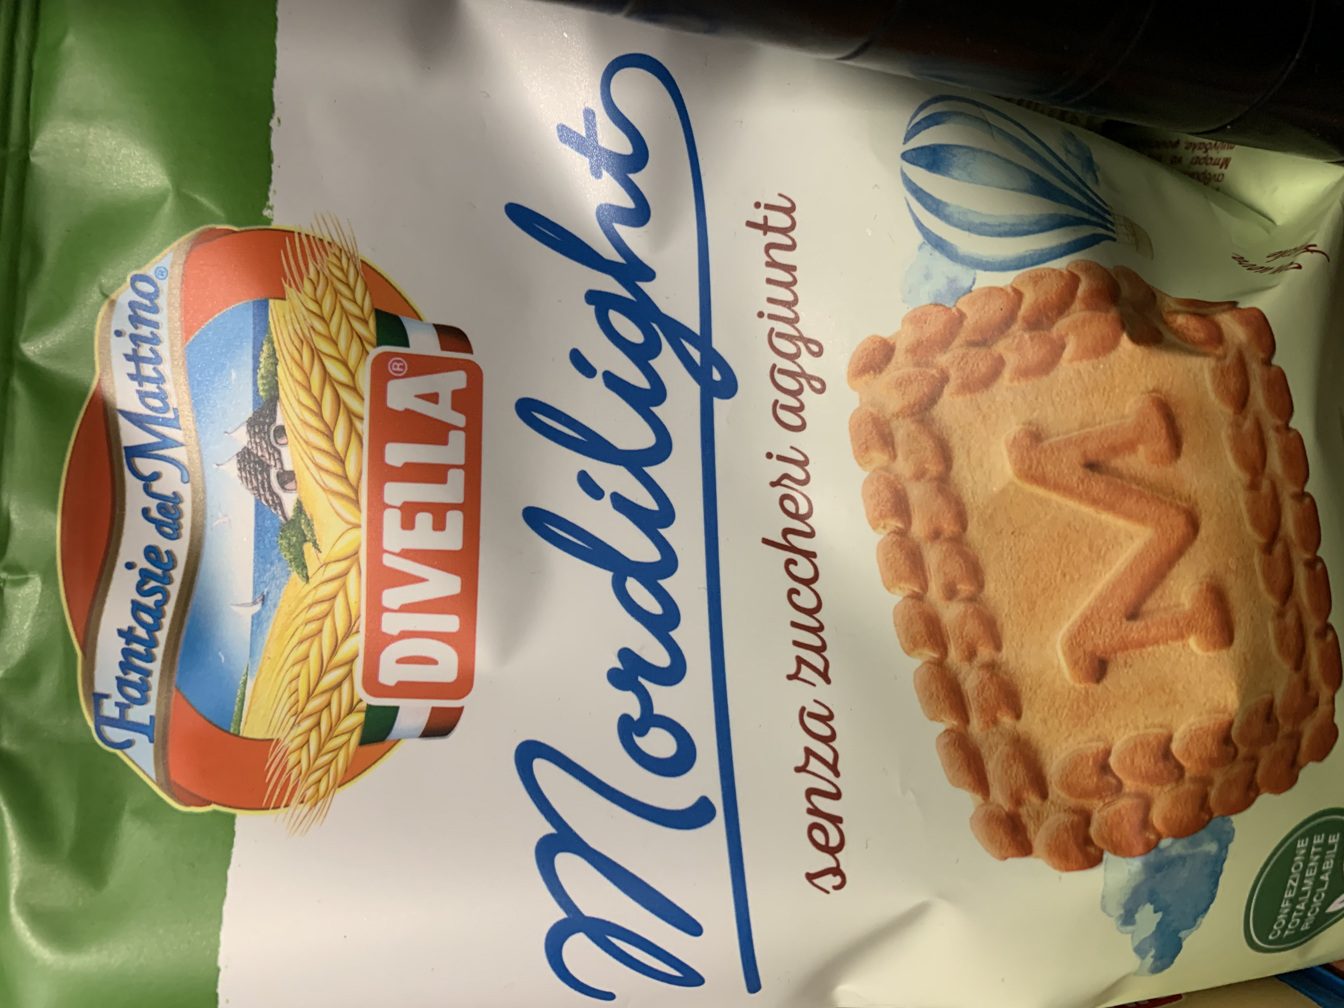 Fantasie del Mattino®
DIVELLA®
Mordilight
senza zuccheri aggiunti
M
CONFEZIONE
TOTALMENTE
RICICLABILE